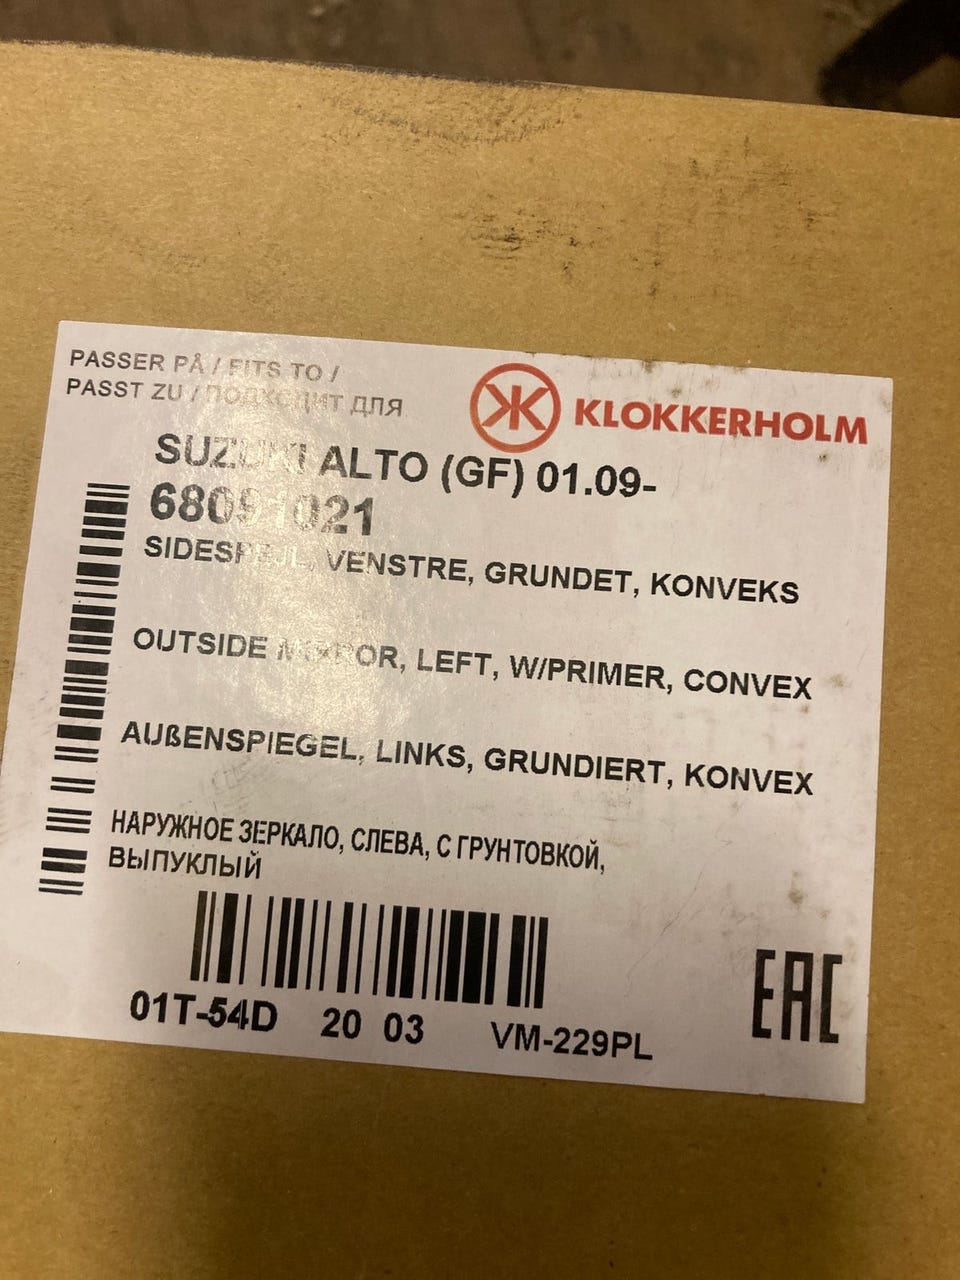 PASSER PÅ / FITS TO /
PASST ZU / ПОДХОДИТ ДЛЯ
KLOKKERHOLM
SUZUKI ALTO (GF) 01.09-
68091021
SIDESPEJL, VENSTRE, GRUNDET, KONVEKS
OUTSIDE MIRROR, LEFT, W/PRIMER, CONVEX
AUßENSPIEGEL, LINKS, GRUNDIERT, KONVEX
НАРУЖНОЕ ЗЕРКАЛО, СЛЕВА, С ГРУНТОВКОЙ,
ВЫПУКЛЫЙ
01T-54D 20 03 VM-229PL
EAC